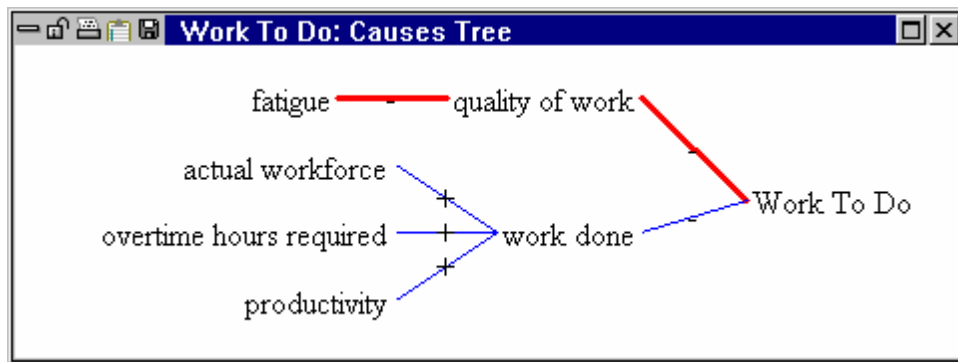 Work To Do: Causes Tree
fatigue - quality of work
-
actual workforce
+
Work To Do
-
overtime hours required + work done
+
productivity